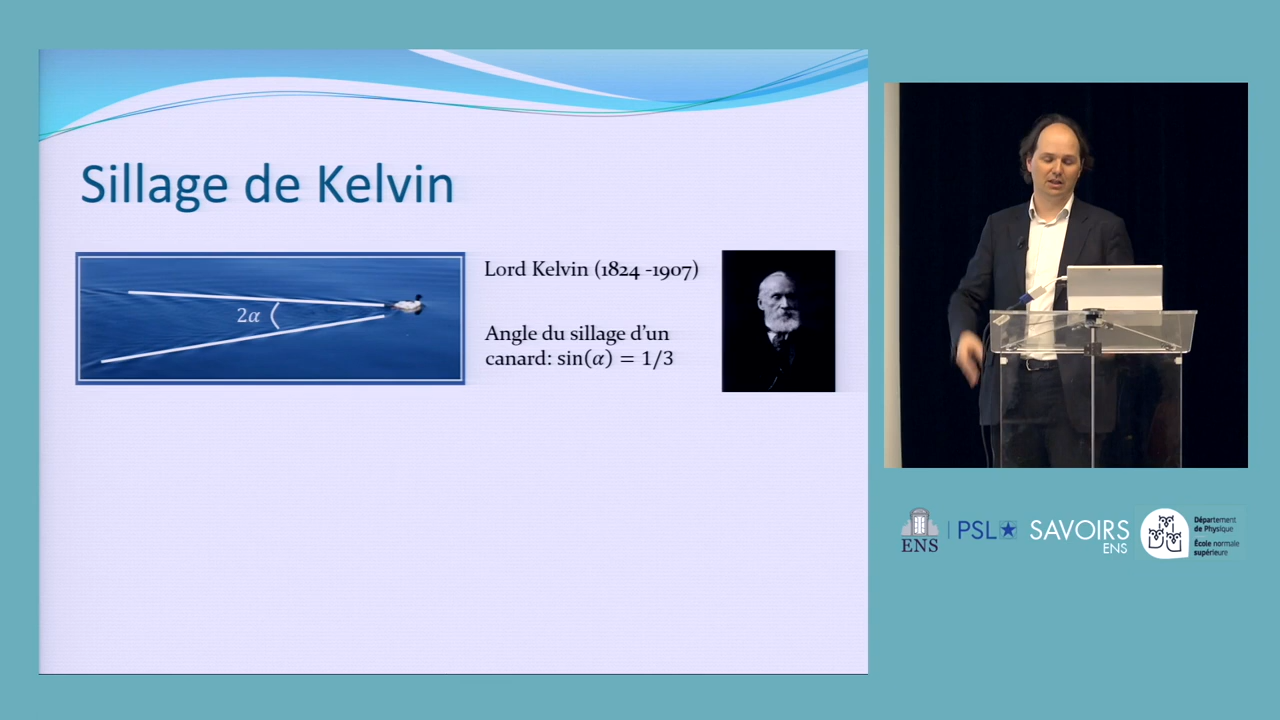 Sillage de Kelvin
2α
Lord Kelvin (1824 -1907)
Angle du sillage d'un
canard: sin(α) = 1/3
ENS
PSL
SAVOIRS
ENS
Département
de Physique
École normale
supérieure